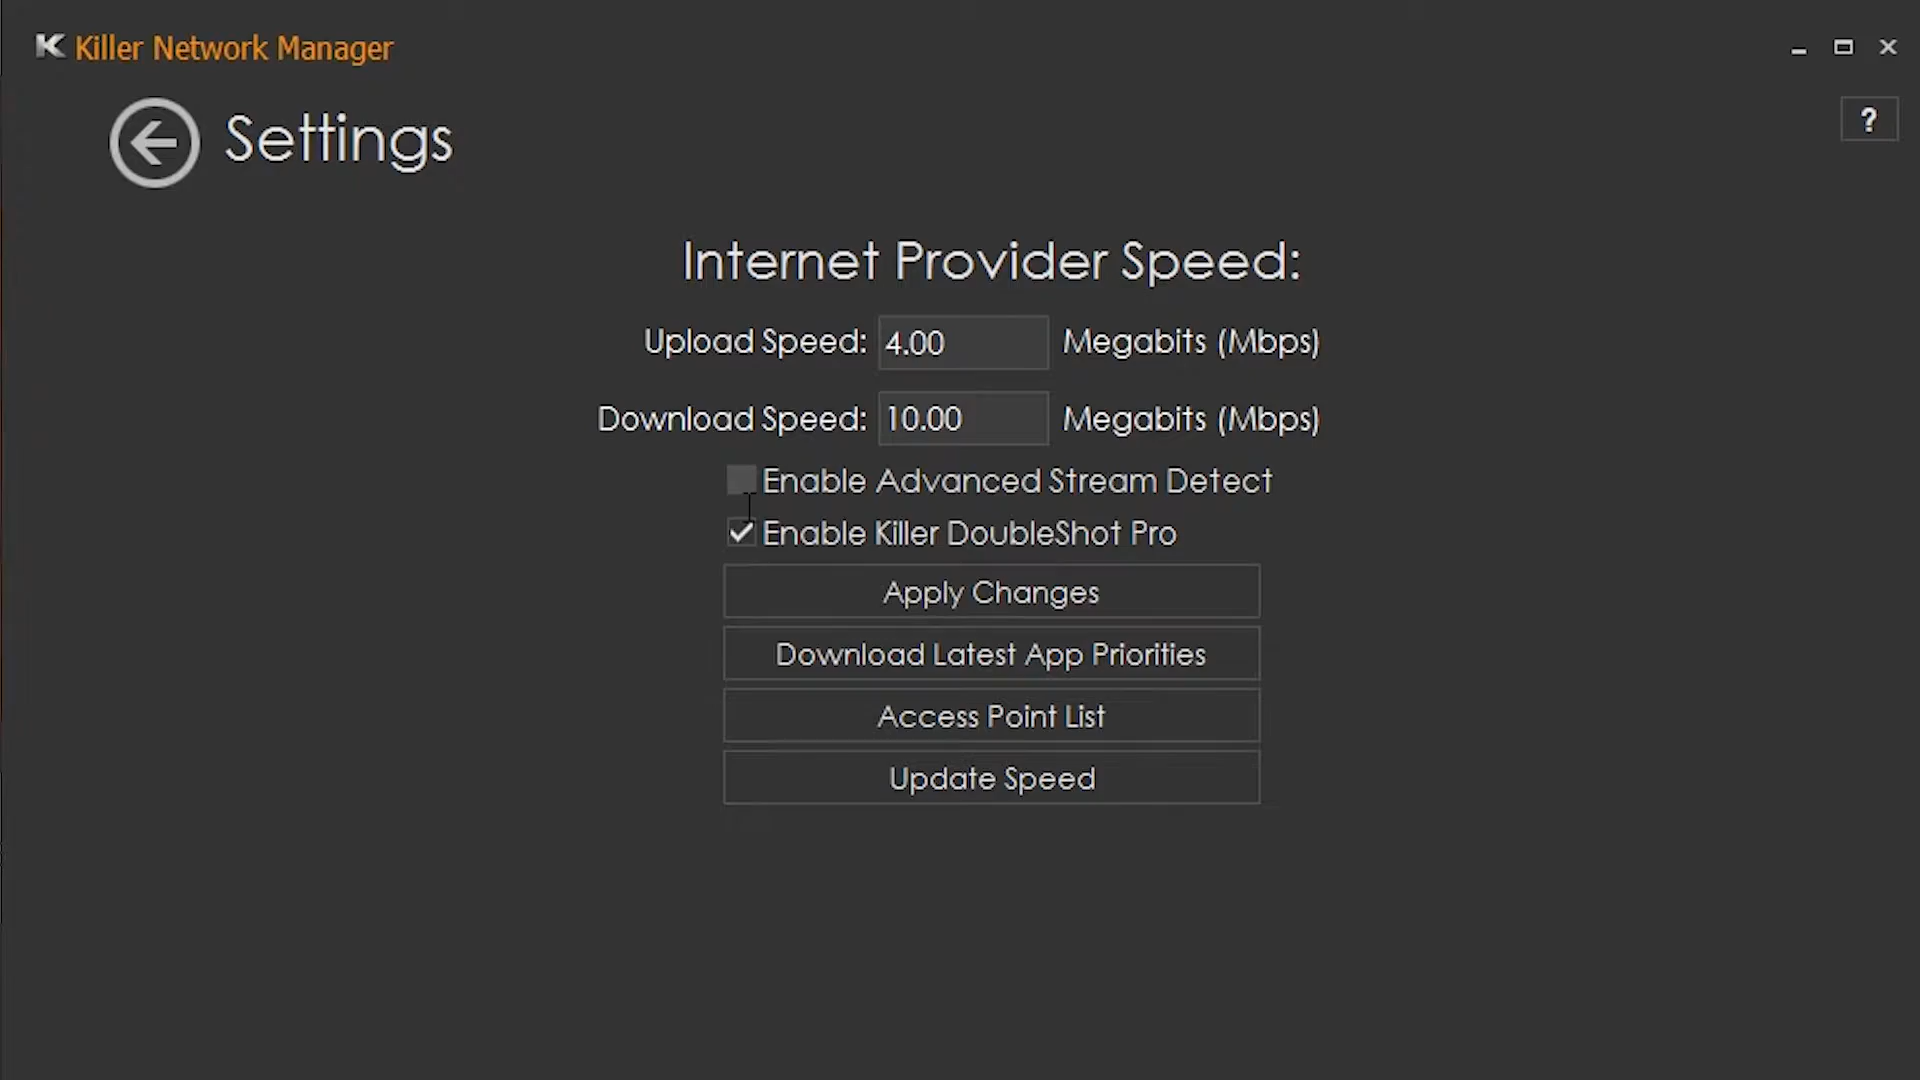 K Killer Network Manager
?
Settings
Internet Provider Speed:
Upload Speed: 4.00 Megabits (Mbps)
Download Speed: 10.00 Megabits (Mbps)
Enable Advanced Stream Detect
Enable Killer DoubleShot Pro
Apply Changes
Download Latest App Priorities
Access Point List
Update Speed